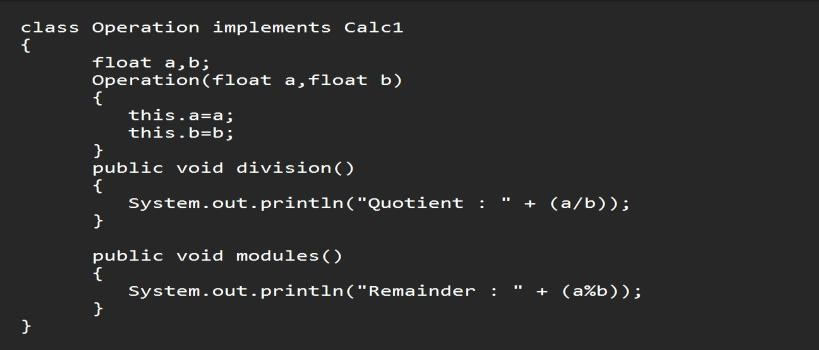 class Operation implements Calc1
{
float a,b;
Operation(float a,float b)
{
this.a=a;
this.b=b;
}
public void division()
{
System.out.println("Quotient : " + (a/b));
}
public void modules()
{
System.out.println("Remainder : " + (a%b));
}
}